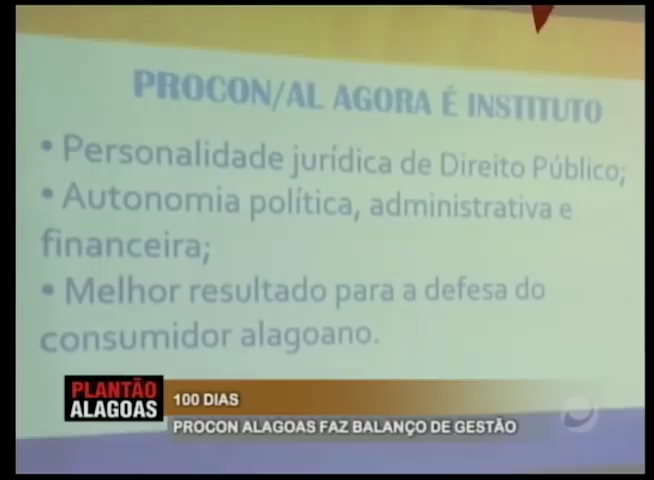 PROCON/AL AGORA É INSTITUTO
• Personalidade jurídica de Direito Público;
• Autonomia política, administrativa e
financeira;
• Melhor resultado para a defesa do
consumidor alagoano.
PLANTÃO
ALAGOAS
100 DIAS
PROCON ALAGOAS FAZ BALANÇO DE GESTÃO